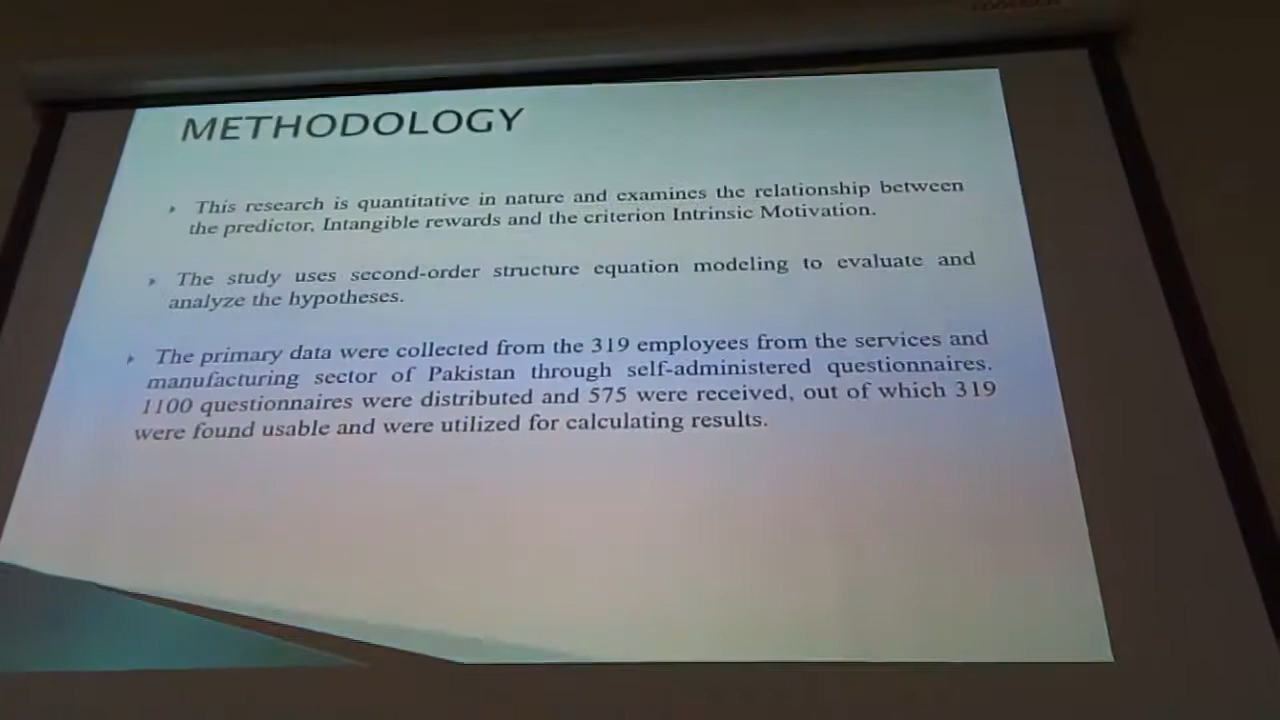 METHODOLOGY
This research is quantitative in nature and examines the relationship between
the predictor, Intangible rewards and the criterion Intrinsic Motivation.
The study uses second-order structure equation modeling to evaluate and
analyze the hypotheses.
The primary data were collected from the 319 employees from the services and
manufacturing sector of Pakistan through self-administered questionnaires.
1100 questionnaires were distributed and 575 were received, out of which 319
were found usable and were utilized for calculating results.